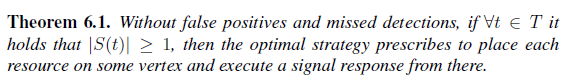 Theorem 6.1. Without false positives and missed detections, if ∀t ∈ T it
holds that |S(t)| ≥ 1, then the optimal strategy prescribes to place each
resource on some vertex and execute a signal response from there.